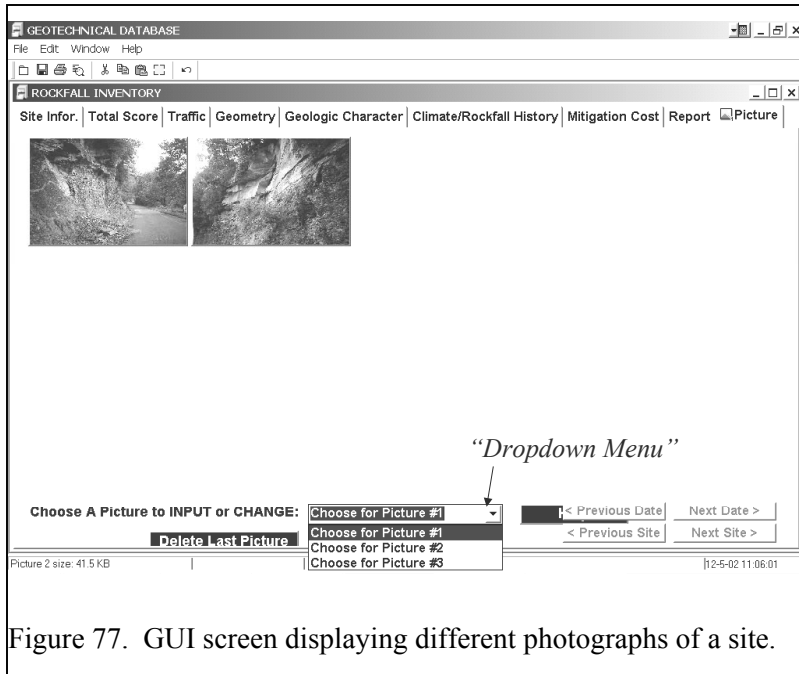 GEOTECHNICAL DATABASE
File Edit Window Help
ROCKFALL INVENTORY
Site Infor. Total Score Traffic Geometry Geologic Character Climate/Rockfall History Mitigation Cost Report Picture
“Dropdown Menu”
Choose A Picture to INPUT or CHANGE: Choose for Picture #1 < Previous Date Next Date >
Delete Last Picture Choose for Picture #1 < Previous Site Next Site >
Choose for Picture #2
Choose for Picture #3
Picture 2 size: 41.5 KB 12-5-02 11:06:01
Figure 77. GUI screen displaying different photographs of a site.